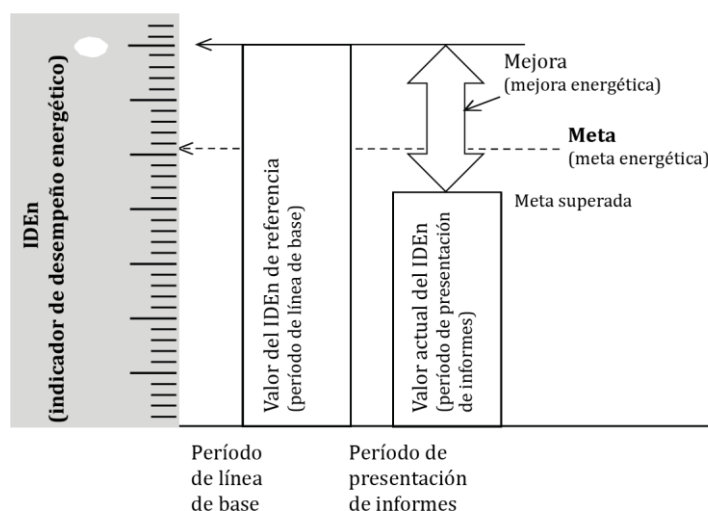 IDEn
(indicador de desempeño energético)
Valor del IDEn de referencia
(período de línea de base)
Valor actual del IDEn
(período de presentación
de informes)
Mejora
(mejora energética)
Meta
(meta energética)
Meta superada
Período
de línea
de base
Período de
presentación
de informes